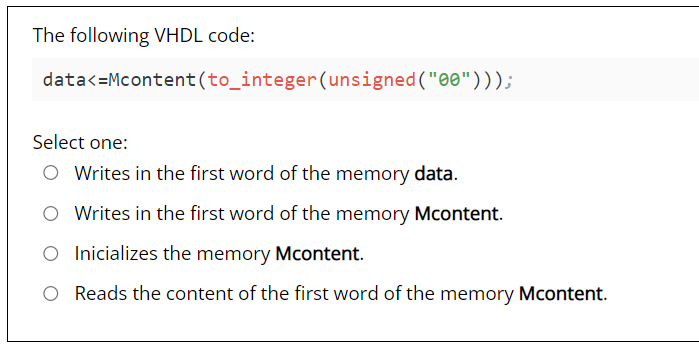 The following VHDL code:
data<=Mcontent(to_integer(unsigned("00")));
Select one:
Writes in the first word of the memory data.
Writes in the first word of the memory Mcontent.
Inicializes the memory Mcontent.
Reads the content of the first word of the memory Mcontent.